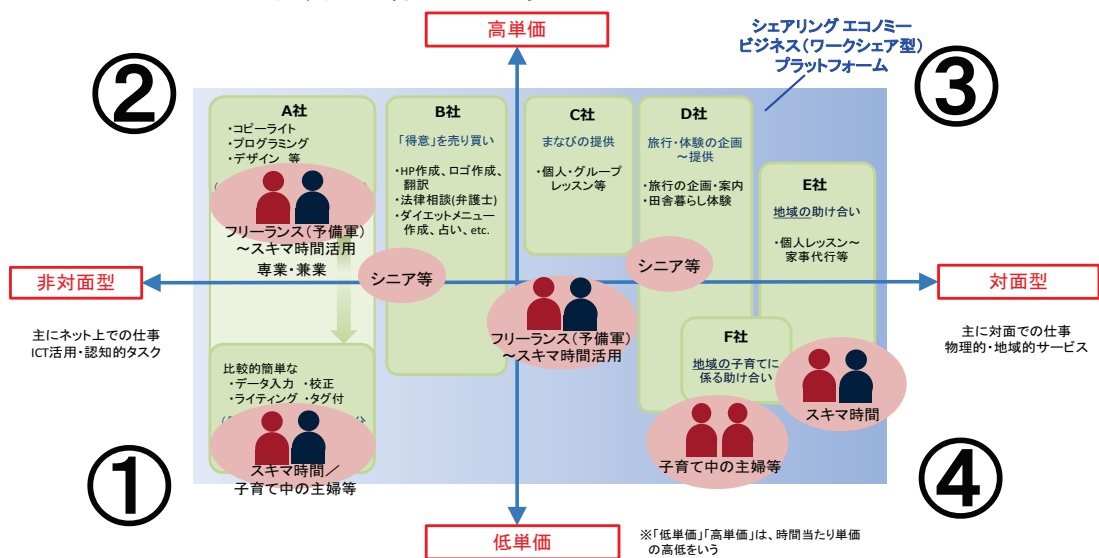 高単価
シェアリング エコノミー
ビジネス（ワークシェア型）
プラットフォーム
②
③
A社
・コピーライト
・プログラミング
・デザイン 等
フリーランス（予備軍）
～スキマ時間活用
専業・兼業
B社
「得意」を売り買い
・HP作成、ロゴ作成、
翻訳
・法律相談(弁護士)
・ダイエットメニュー
作成、占い、etc.
C社
まなびの提供
・個人・グループ
レッスン等
D社
旅行・体験の企画
～提供
・旅行の企画・案内
・田舎暮らし体験
E社
地域の助け合い
・個人レッスン～
家事代行等
シニア等
シニア等
非対面型
対面型
主にネット上での仕事
ICT活用・認知的タスク
フリーランス（予備軍）
～スキマ時間活用
主に対面での仕事
物理的・地域的サービス
F社
地域の子育てに
係る助け合い
比較的簡単な
・データ入力 ・校正
・ライティング ・タグ付
スキマ時間／
子育て中の主婦等
スキマ時間
子育て中の主婦等
①
④
低単価
※「低単価」「高単価」は、時間当たり単価
の高低をいう